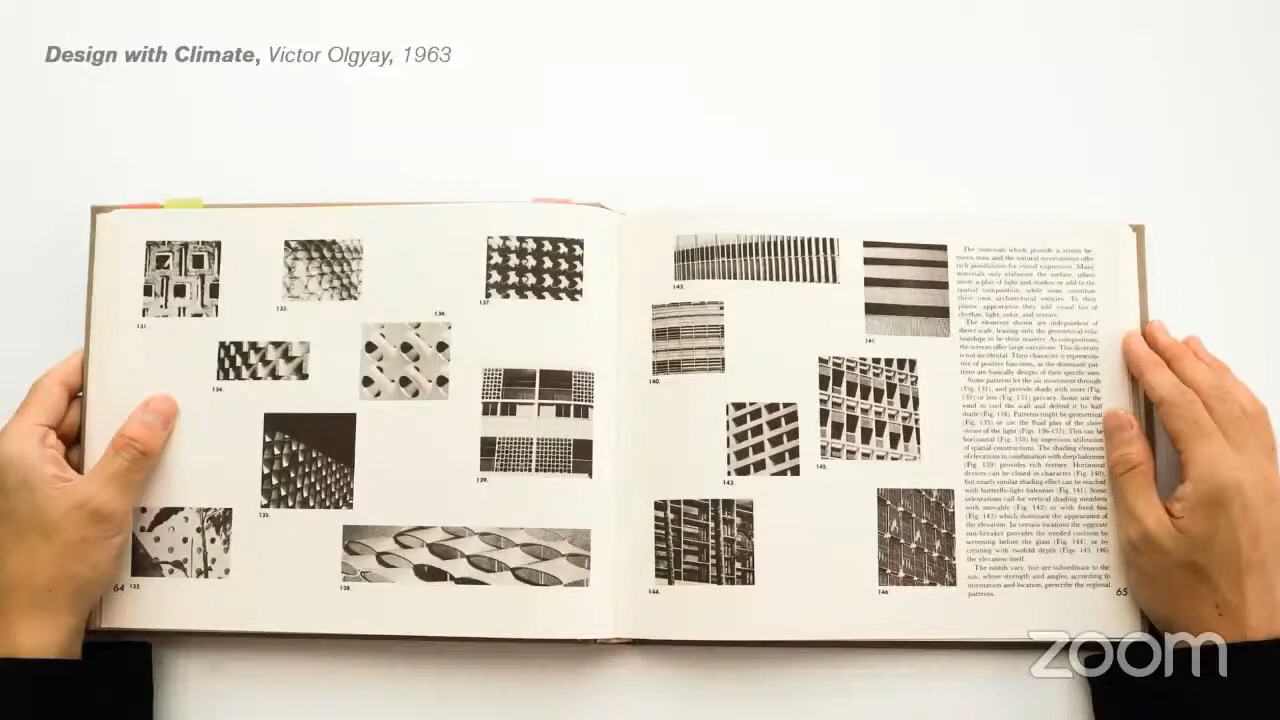 Design with Climate, Victor Olgyay, 1963
131.
132.
137.
136.
134.
135.
139.
133.
138.
64
142.
141.
140.
143.
145.
144.
146
65
The materials which provide a screen be-
tween man and the natural environment offer
rich possibilities for visual expression. Many
materials only elaborate the surface, others
create a play of light and shadow or add to the
spatial composition, while some constitute
their own architectural entities. To their
plastic appearance they add visual ties of
rhythm, light, color, and texture.
The elements shown are independent of
direct scale, leaving only the geometrical rela-
tionships to be their mastery. As compositions,
the screens offer large variations. This diversity
is not incidental. Their character is representa-
tive of positive functions, as the dominant pat-
terns are basically designs of their specific uses.
Some patterns let the air movement through
(Fig. 131), and provide shade with more (Fig.
132) or less (Fig. 133) privacy. Some use the
wind to cool the wall and defend it by half
shade (Fig. 134). Patterns might be geometrical
(Fig. 135) or use the fluid play of the
of the light (Figs. 136-137). This can be
horizontal (Fig. 138) by ingenious utilization
of spatial constructions. The shading elements
of elevations in combination with deep balconies
(Fig. 139) provides rich texture. Horizontal
devices can be closed in character (Fig. 140),
but nearly similar shading effect can be reached
with butterfly-light balconies (Fig. 141). Some
orientations call for vertical shading members
with movable (Fig. 142) or with fixed fins
(Fig. 143) which dominate the appearance of
the elevation. In certain locations the eggcrate
sun-breaker provides the needed coolness by
screening before the glass (Fig. 144), or by
creating with twofold depth (Figs. 145, 146)
the elevation itself.
The motifs vary, but are subordinate to the
sun, whose strength and angles, according to
orientation and location, prescribe the regional
patterns.
zoom